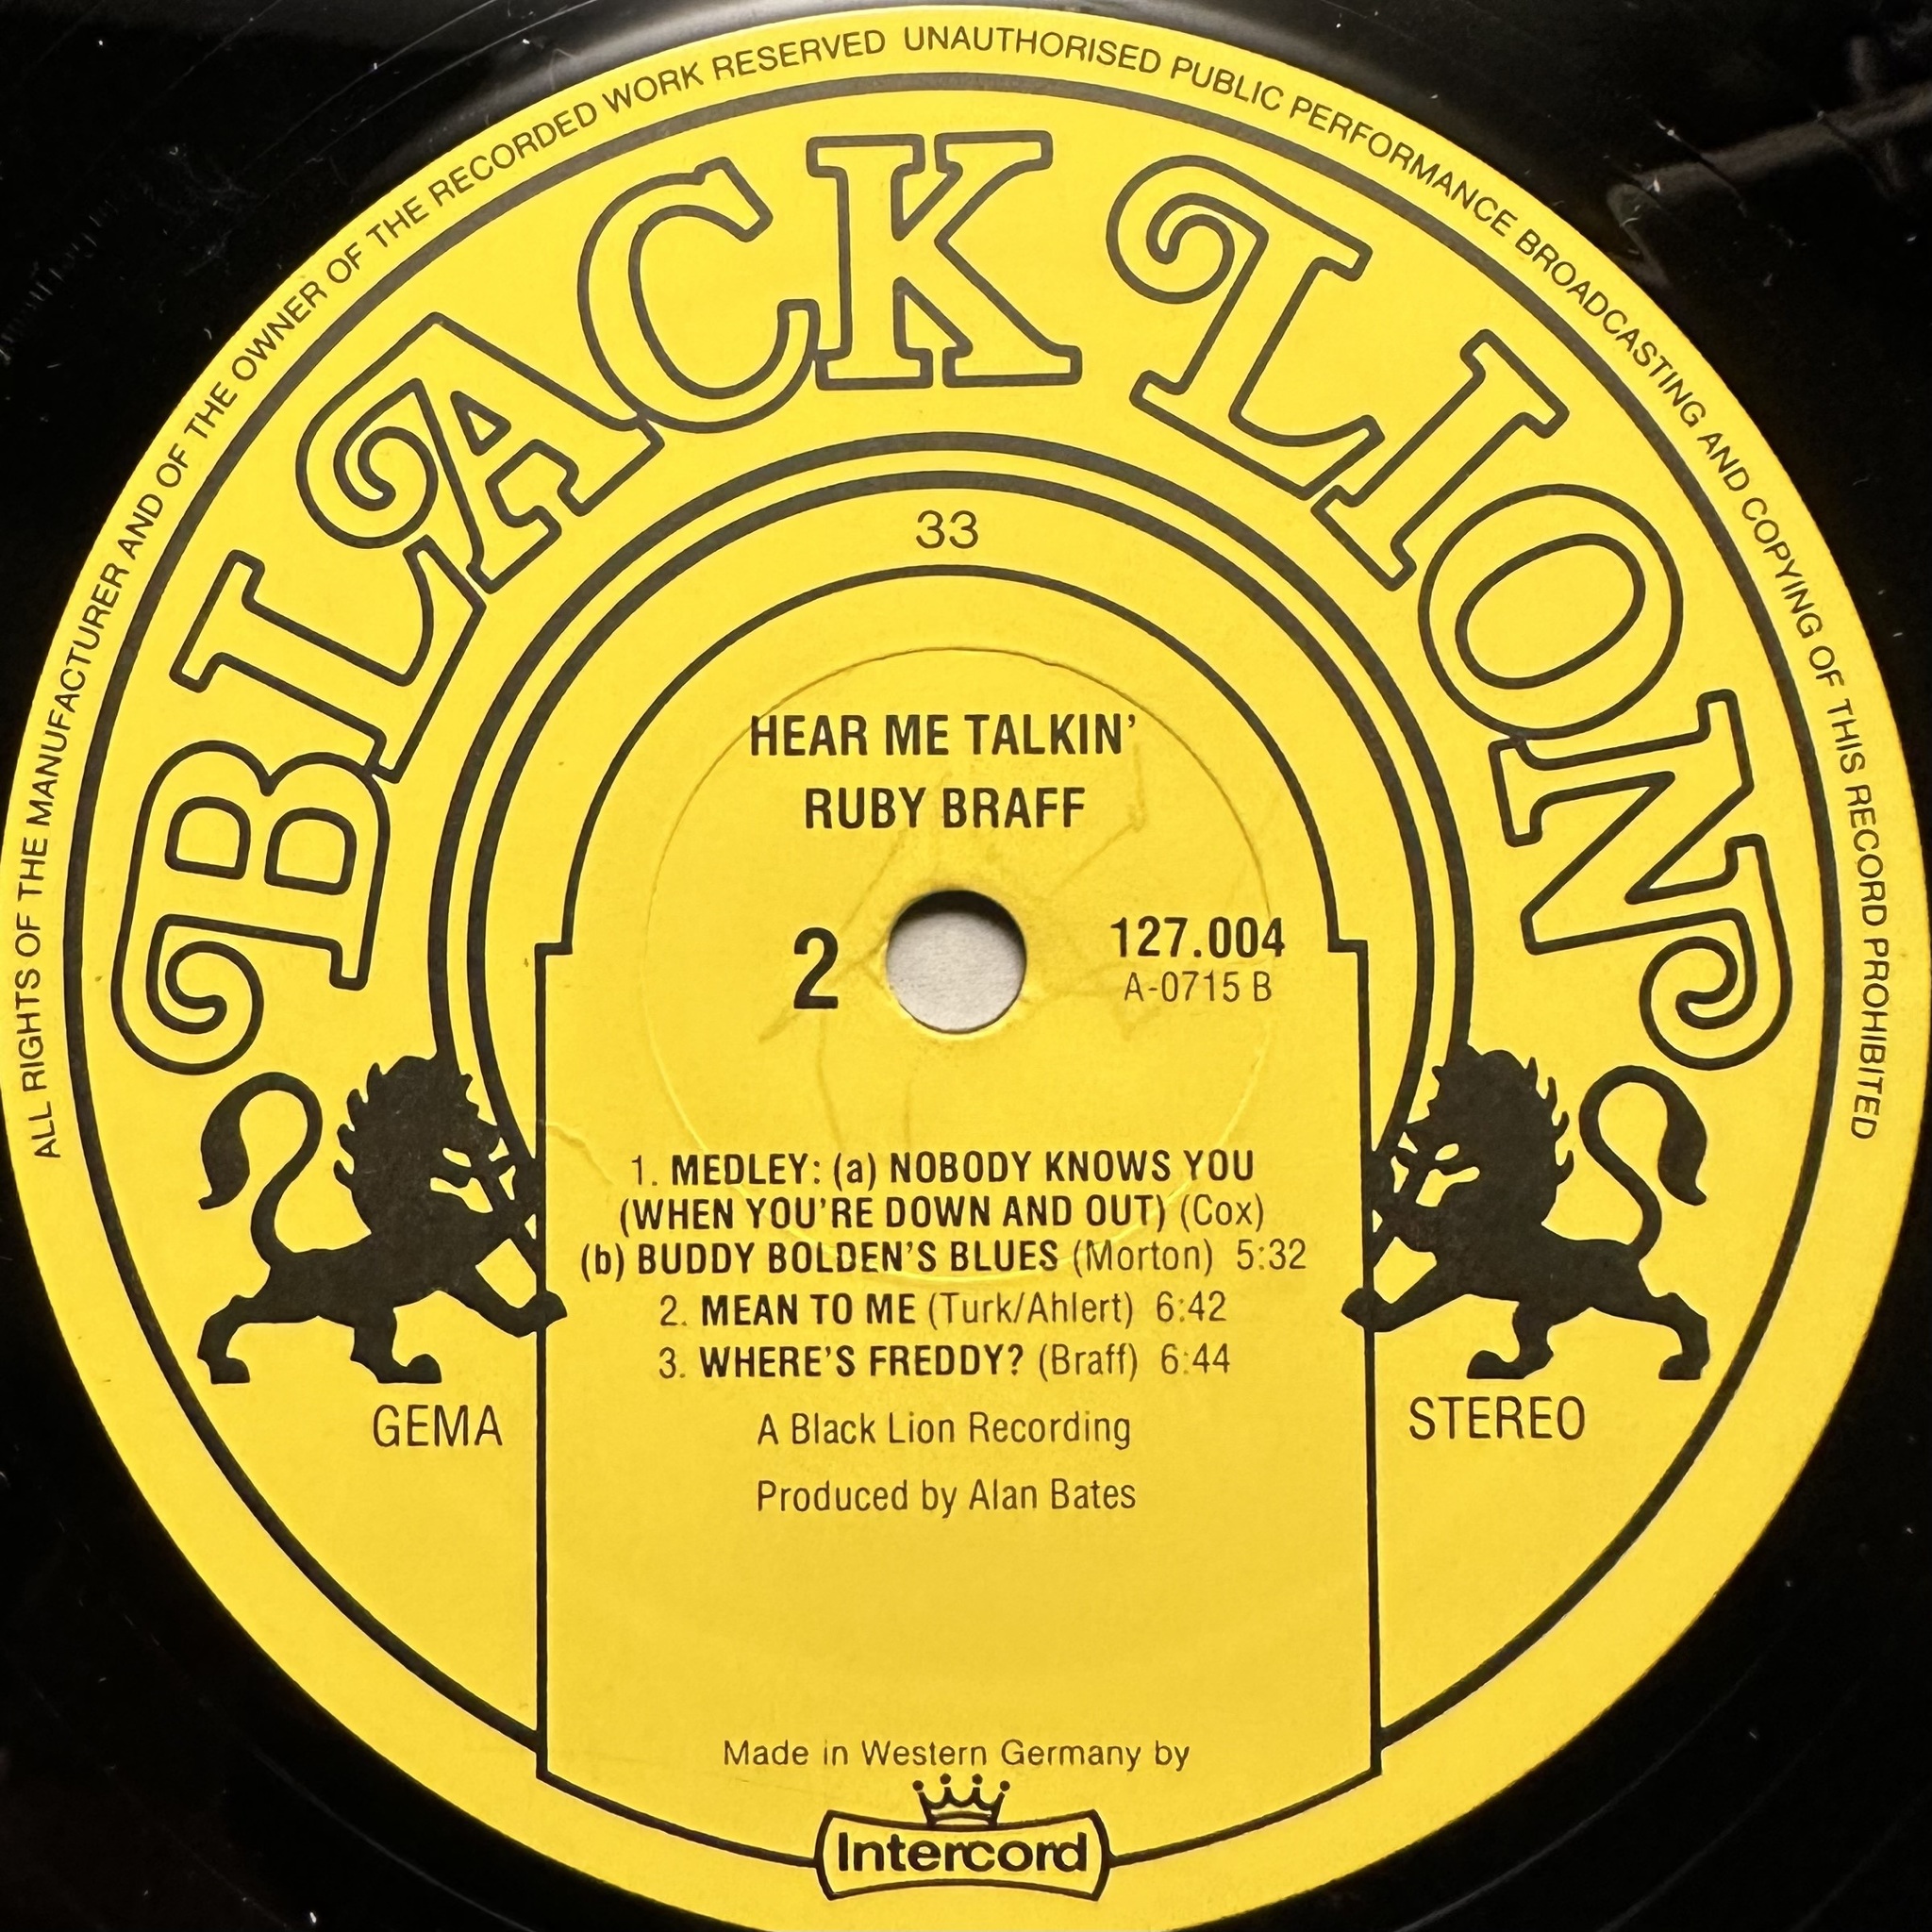 ALL RIGHTS OF THE MANUFACTURER AND OF THE OWNER OF THE RECORDED WORK RESERVED UNAUTHORISED PUBLIC PERFORMANCE BROADCASTING AND COPYING OF THIS RECORD PROHIBITED
BLACK LION
33
HEAR ME TALKIN'
RUBY BRAFF
2
127.004
A-0715 B
1. MEDLEY: (a) NOBODY KNOWS YOU
(WHEN YOU'RE DOWN AND OUT) (Cox)
(b) BUDDY BOLDEN'S BLUES (Morton) 5:32
2. MEAN TO ME (Turk/Ahlert) 6:42
3. WHERE'S FREDDY? (Braff) 6:44
GEMA
STEREO
A Black Lion Recording
Produced by Alan Bates
Made in Western Germany by
Intercord